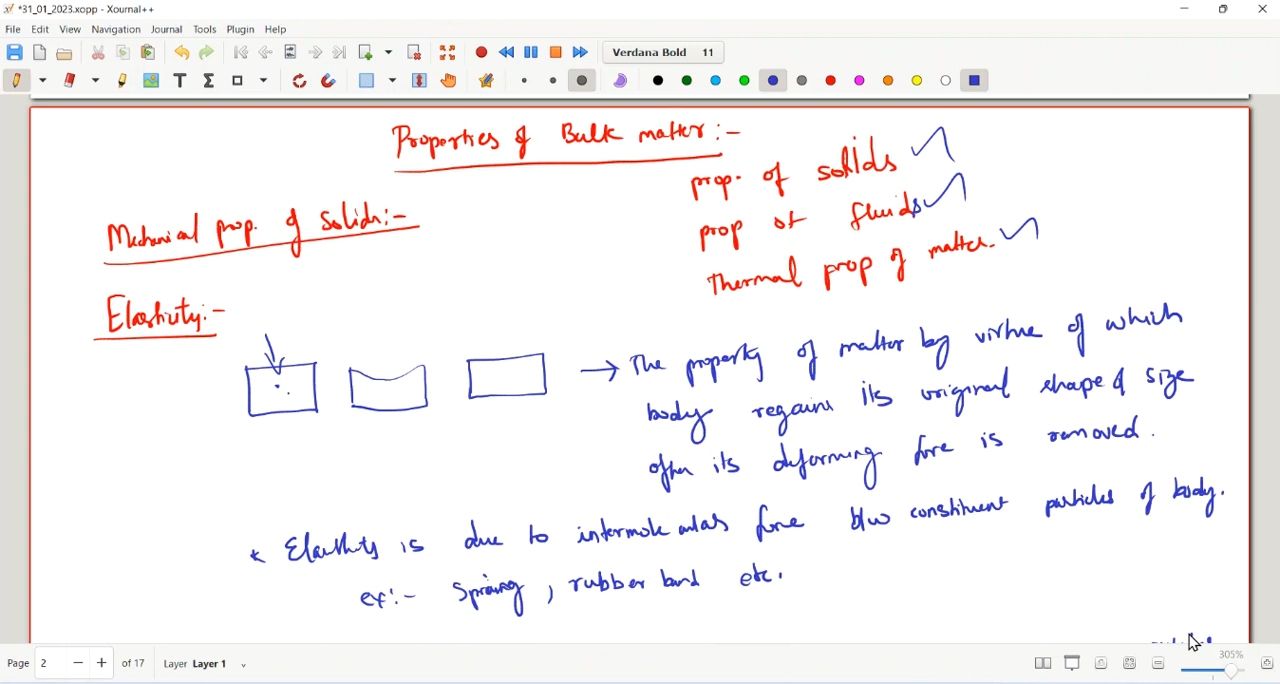 *31_01_2023.xopp - Xournal++
File Edit View Navigation Journal Tools Plugin Help
Verdana Bold 11
Properties of Bulk matter:-
prop. of solids
prop of fluids
Thermal prop of matter.
Mechanical prop. of Solids:-
Elasticity:-
→ The property of matter by virtue of which
body regains its original shape & size
after its deforming force is removed.
* Elasticity is due to intermolecular force b/w constituent particles of body.
ex:- Spring, rubber band etc.
Page 2 of 17 Layer Layer 1
231%